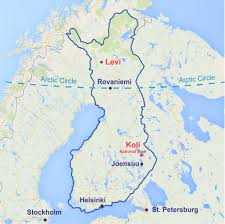 Levi
Arctic Circle
Arctic Circle
Rovaniemi
Koli
National Park
Joensuu
Helsinki
St. Petersburg
Stockholm